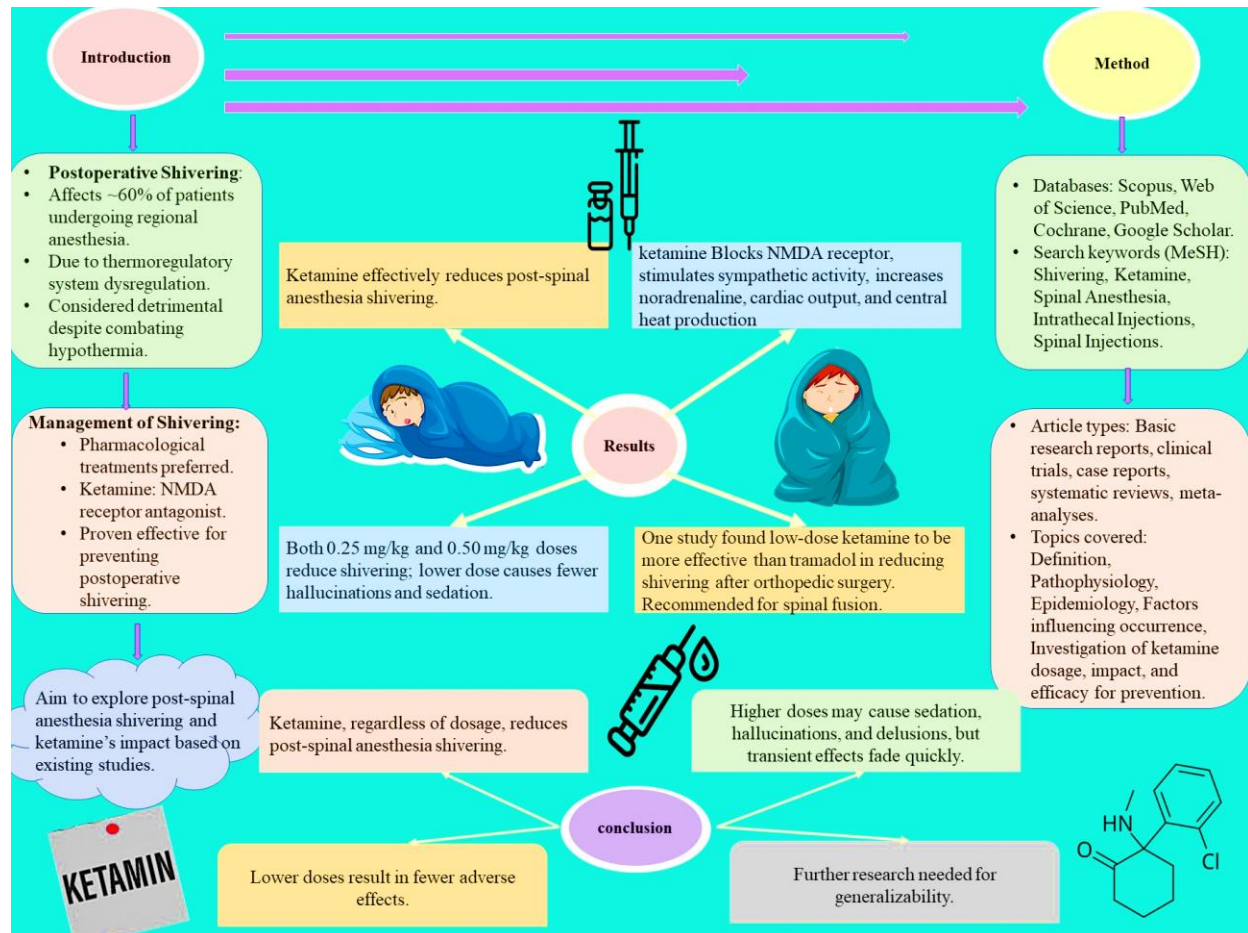 Introduction
Method
• Postoperative Shivering:
• Affects ~60% of patients
undergoing regional
anesthesia.
• Due to thermoregulatory
system dysregulation.
• Considered detrimental
despite combating
hypothermia.
Management of Shivering:
• Pharmacological
treatments preferred.
• Ketamine: NMDA
receptor antagonist.
• Proven effective for
preventing
postoperative
shivering.
Aim to explore post-spinal
anesthesia shivering and
ketamine’s impact based on
existing studies.
KETAMIN
• Databases: Scopus, Web
of Science, PubMed,
Cochrane, Google Scholar.
• Search keywords (MeSH):
Shivering, Ketamine,
Spinal Anesthesia,
Intrathecal Injections,
Spinal Injections.
• Article types: Basic
research reports, clinical
trials, case reports,
systematic reviews, meta-
analyses.
• Topics covered:
Definition,
Pathophysiology,
Epidemiology, Factors
influencing occurrence,
Investigation of ketamine
dosage, impact, and
efficacy for prevention.
Results
Ketamine effectively reduces post-spinal
anesthesia shivering.
ketamine Blocks NMDA receptor,
stimulates sympathetic activity, increases
noradrenaline, cardiac output, and central
heat production
Both 0.25 mg/kg and 0.50 mg/kg doses
reduce shivering; lower dose causes fewer
hallucinations and sedation.
One study found low-dose ketamine to be
more effective than tramadol in reducing
shivering after orthopedic surgery.
Recommended for spinal fusion.
conclusion
Ketamine, regardless of dosage, reduces
post-spinal anesthesia shivering.
Higher doses may cause sedation,
hallucinations, and delusions, but
transient effects fade quickly.
Lower doses result in fewer adverse
effects.
Further research needed for
generalizability.
HN
O
Cl